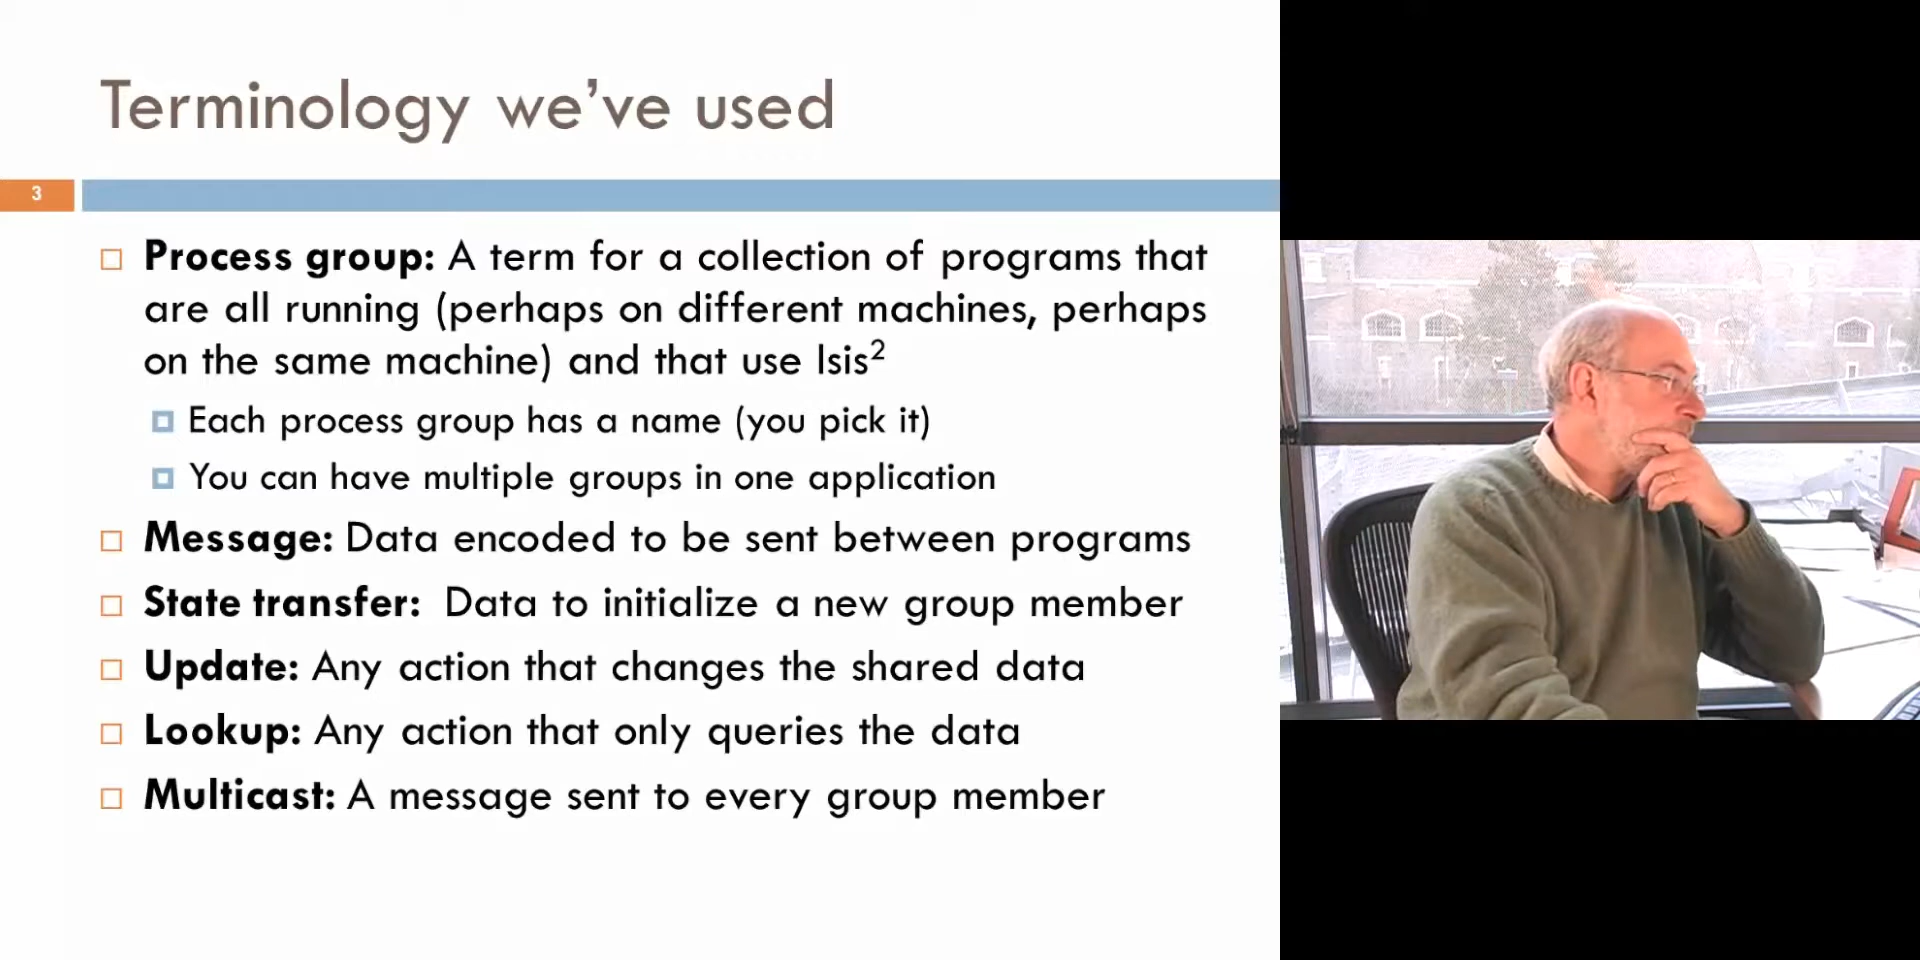 Terminology we've used
3
Process group: A term for a collection of programs that
are all running (perhaps on different machines, perhaps
on the same machine) and that use Isis²
Each process group has a name (you pick it)
You can have multiple groups in one application
Message: Data encoded to be sent between programs
State transfer: Data to initialize a new group member
Update: Any action that changes the shared data
Lookup: Any action that only queries the data
Multicast: A message sent to every group member